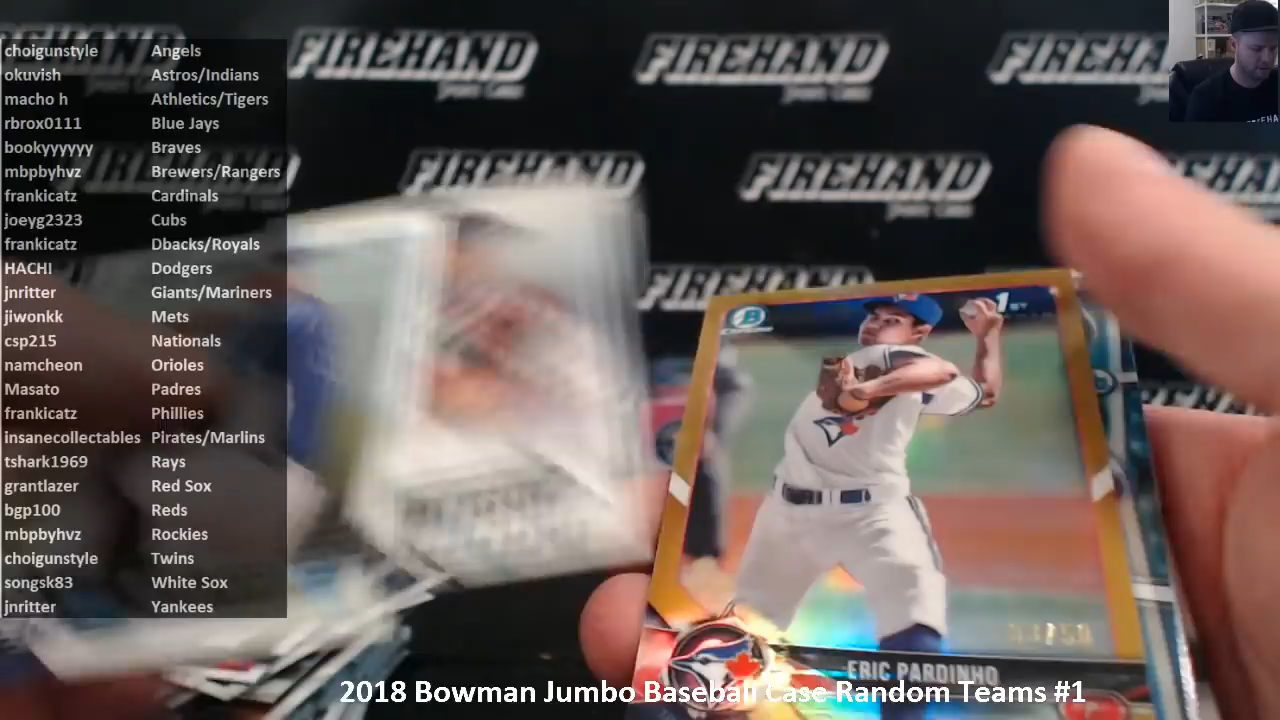 choigunstyle Angels
okuvish Astros/Indians
macho h Athletics/Tigers
rbrox0111 Blue Jays
bookyyyyyy Braves
mbpbyhvz Brewers/Rangers
frankicatz Cardinals
joeyg2323 Cubs
frankicatz Dbacks/Royals
HACHI Dodgers
jnritter Giants/Mariners
jiwonkk Mets
csp215 Nationals
namcheon Orioles
Masato Padres
frankicatz Phillies
insanecollectables Pirates/Marlins
tshark1969 Rays
grantlazer Red Sox
bgp100 Reds
mbpbyhvz Rockies
choigunstyle Twins
songsk83 White Sox
jnritter Yankees
FIREHAND FIREHAND FIREHAND
FIREHAND FIREHAND
FIREHAND
B 1ST
ERIC PARDINHO
2018 Bowman Jumbo Baseball Case Random Teams #1